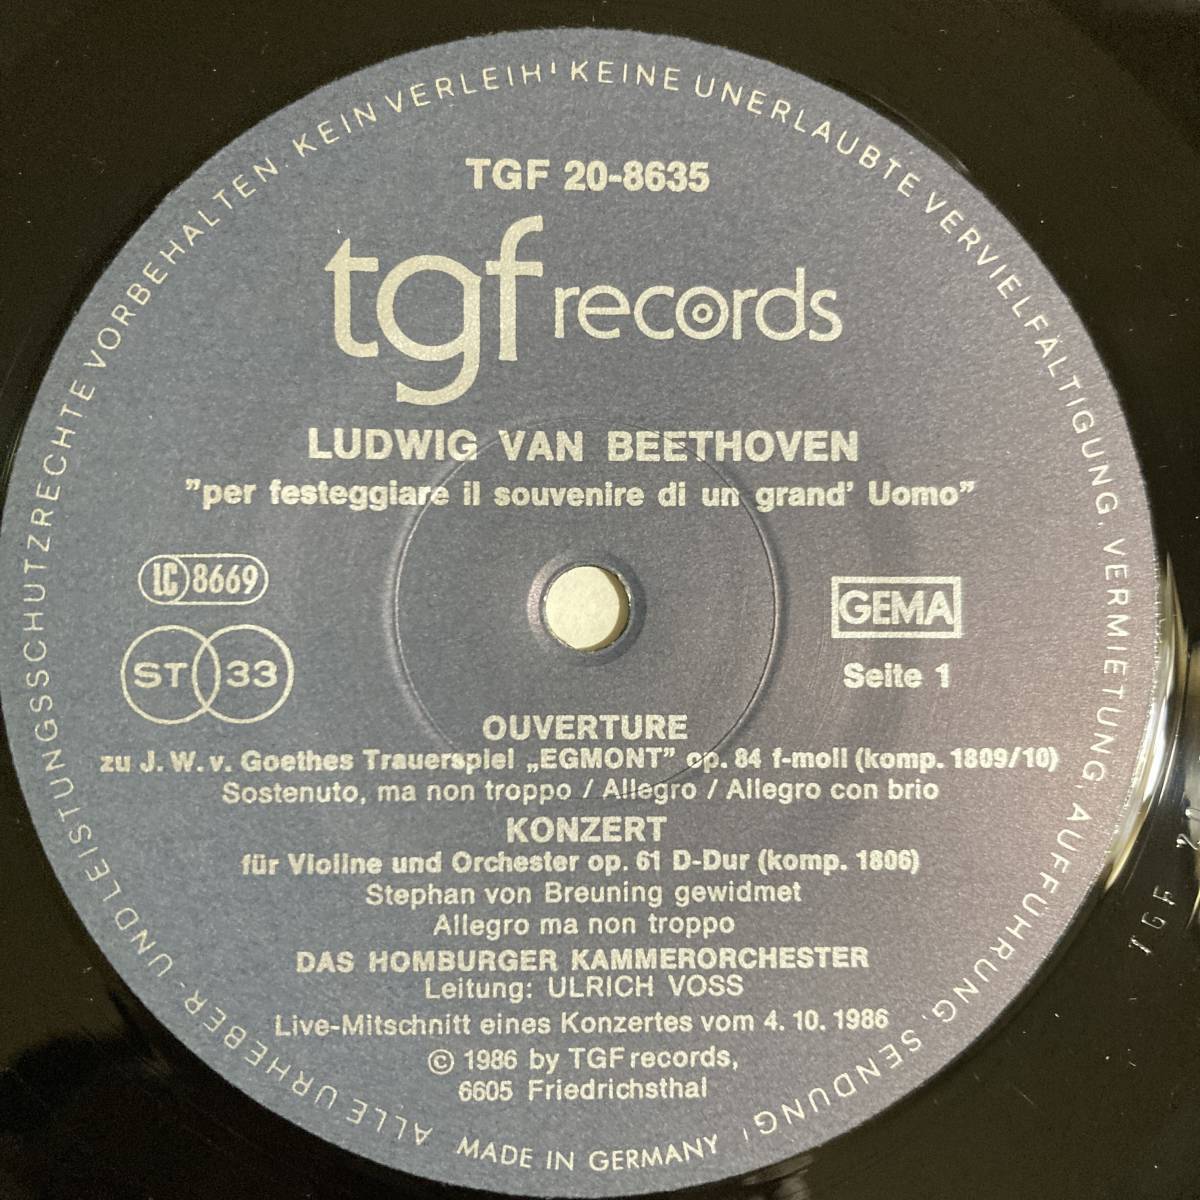 ALLE URHEBER- UND LEISTUNGSSCHUTZRECHTE VORBEHALTEN. KEIN VERLEIH! KEINE UNERLAUBTE VERVIELFÄLTIGUNG, VERMIETUNG, AUFFÜHRUNG, SENDUNG!
TGF 20-8635
tgf records
LUDWIG VAN BEETHOVEN
"per festeggiare il souvenire di un grand' Uomo"
LC 8669
GEMA
ST 33
Seite 1
OUVERTURE
zu J. W. v. Goethes Trauerspiel „EGMONT" op. 84 f-moll (komp. 1809/10)
Sostenuto, ma non troppo / Allegro / Allegro con brio
KONZERT
für Violine und Orchester op. 61 D-Dur (komp. 1806)
Stephan von Breuning gewidmet
Allegro ma non troppo
DAS HOMBURGER KAMMERORCHESTER
Leitung: ULRICH VOSS
Live-Mitschnitt eines Konzertes vom 4. 10. 1986
© 1986 by TGF records,
6605 Friedrichsthal
MADE IN GERMANY
TGF